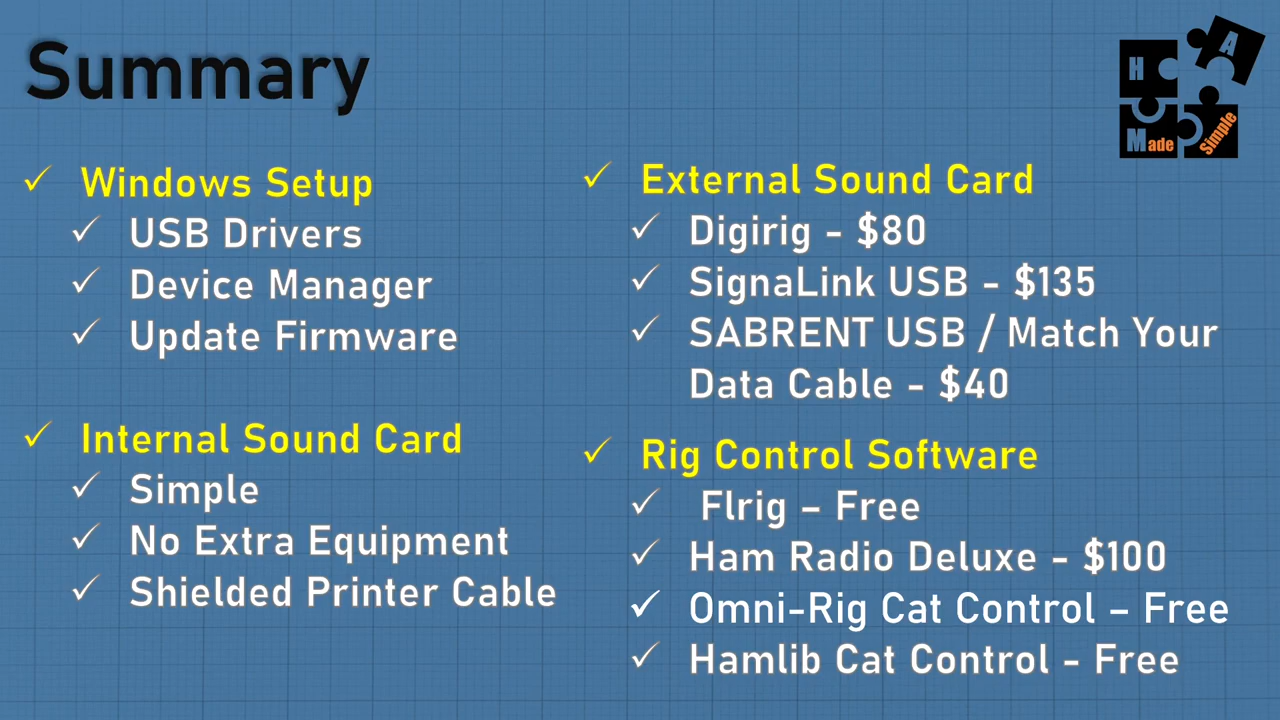 Summary
H A
Made Simple
Windows Setup
USB Drivers
Device Manager
Update Firmware
Internal Sound Card
Simple
No Extra Equipment
Shielded Printer Cable
External Sound Card
Digirig - $80
SignaLink USB - $135
SABRENT USB / Match Your
Data Cable - $40
Rig Control Software
Flrig – Free
Ham Radio Deluxe - $100
Omni-Rig Cat Control – Free
Hamlib Cat Control - Free